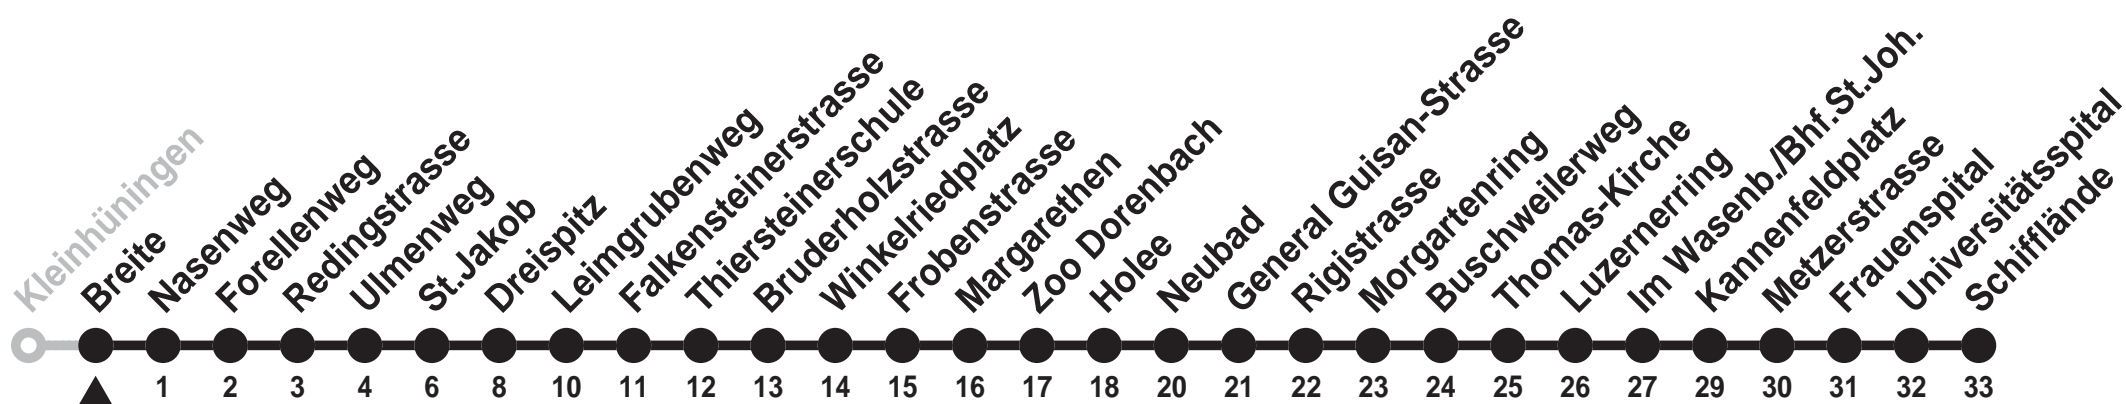 Kleinhüningen
Breite
Nasenweg
Forellenweg
Redingstrasse
Ulmenweg
St.Jakob
Dreispitz
Leimgrubenweg
Falkensteinerstrasse
Thiersteinerschule
Bruderholzstrasse
Winkelriedplatz
Frobenstrasse
Margarethen
Zoo Dorenbach
Holee
Neubad
General Guisan-Strasse
Rigistrasse
Morgartenring
Buschweilerweg
Thomas-Kirche
Luzernerring
Im Wasenb./Bhf.St.Joh.
Kannenfeldplatz
Metzerstrasse
Frauenspital
Universitätsspital
Schifflände
1 2 3 4 6 8 10 11 12 13 14 15 16 17 18 20 21 22 23 24 25 26 27 29 30 31 32 33